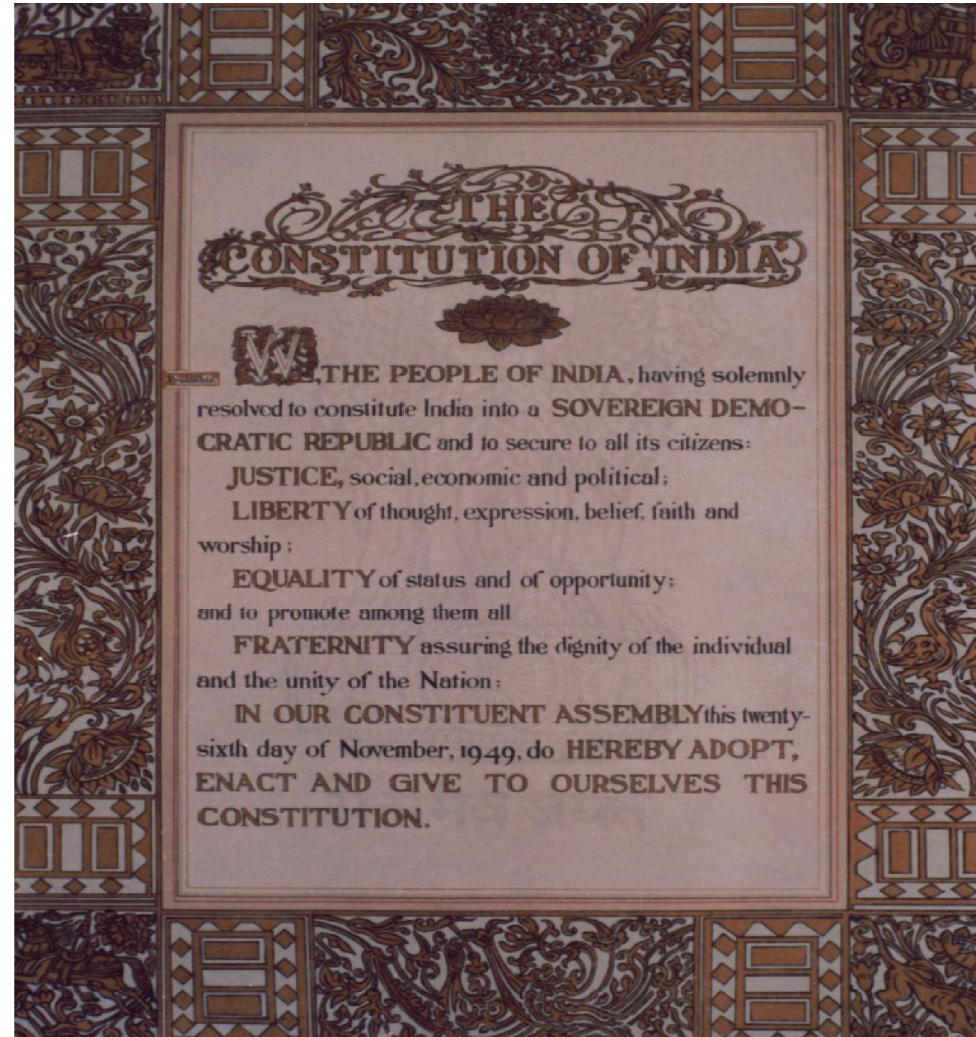 THE
CONSTITUTION OF INDIA
WE, THE PEOPLE OF INDIA, having solemnly
resolved to constitute India into a SOVEREIGN DEMO-
CRATIC REPUBLIC and to secure to all its citizens:
JUSTICE, social, economic and political;
LIBERTY of thought, expression, belief, faith and
worship;
EQUALITY of status and of opportunity;
and to promote among them all
FRATERNITY assuring the dignity of the individual
and the unity of the Nation;
IN OUR CONSTITUENT ASSEMBLY this twenty-
sixth day of November, 1949, do HEREBY ADOPT,
ENACT AND GIVE TO OURSELVES THIS
CONSTITUTION.